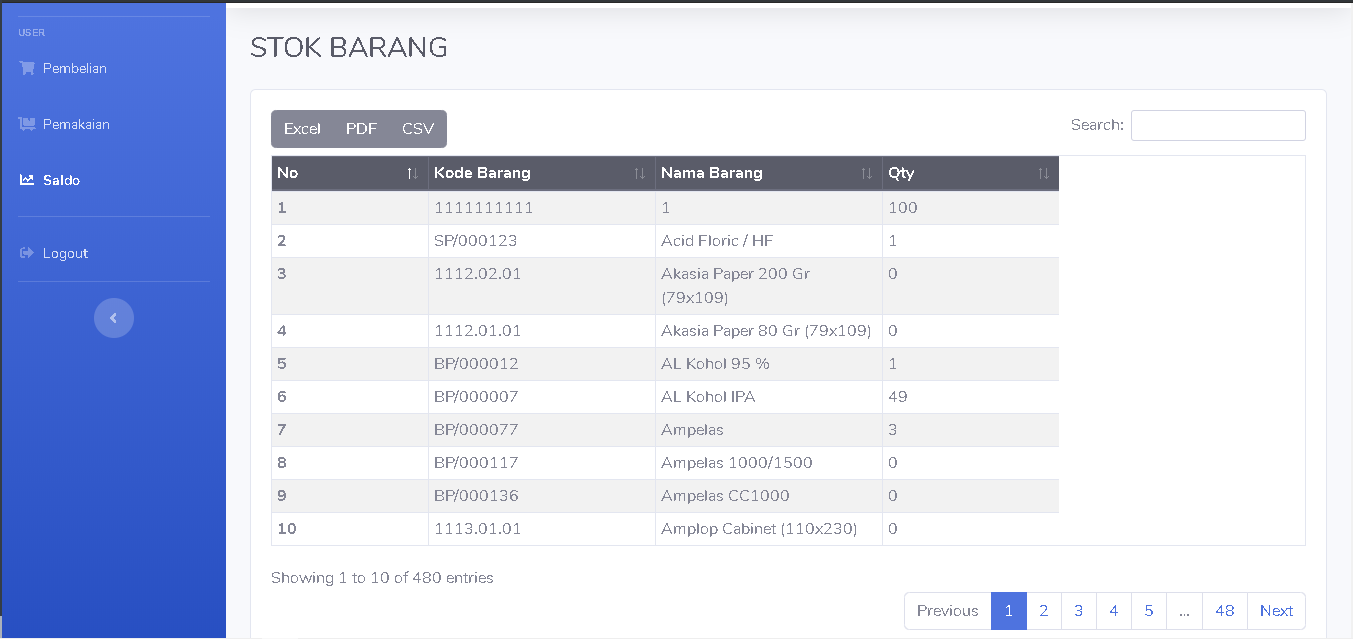 USER
Pembelian
Pemakaian
Saldo
Logout
STOK BARANG
Excel PDF CSV
Search:
No Kode Barang Nama Barang Qty
1 1111111111 1 100
2 SP/000123 Acid Floric / HF 1
3 1112.02.01 Akasia Paper 200 Gr 0
(79x109)
4 1112.01.01 Akasia Paper 80 Gr (79x109) 0
5 BP/000012 AL Kohol 95 % 1
6 BP/000007 AL Kohol IPA 49
7 BP/000077 Ampelas 3
8 BP/000117 Ampelas 1000/1500 0
9 BP/000136 Ampelas CC1000 0
10 1113.01.01 Amplop Cabinet (110x230) 0
Showing 1 to 10 of 480 entries
Previous 1 2 3 4 5 ... 48 Next